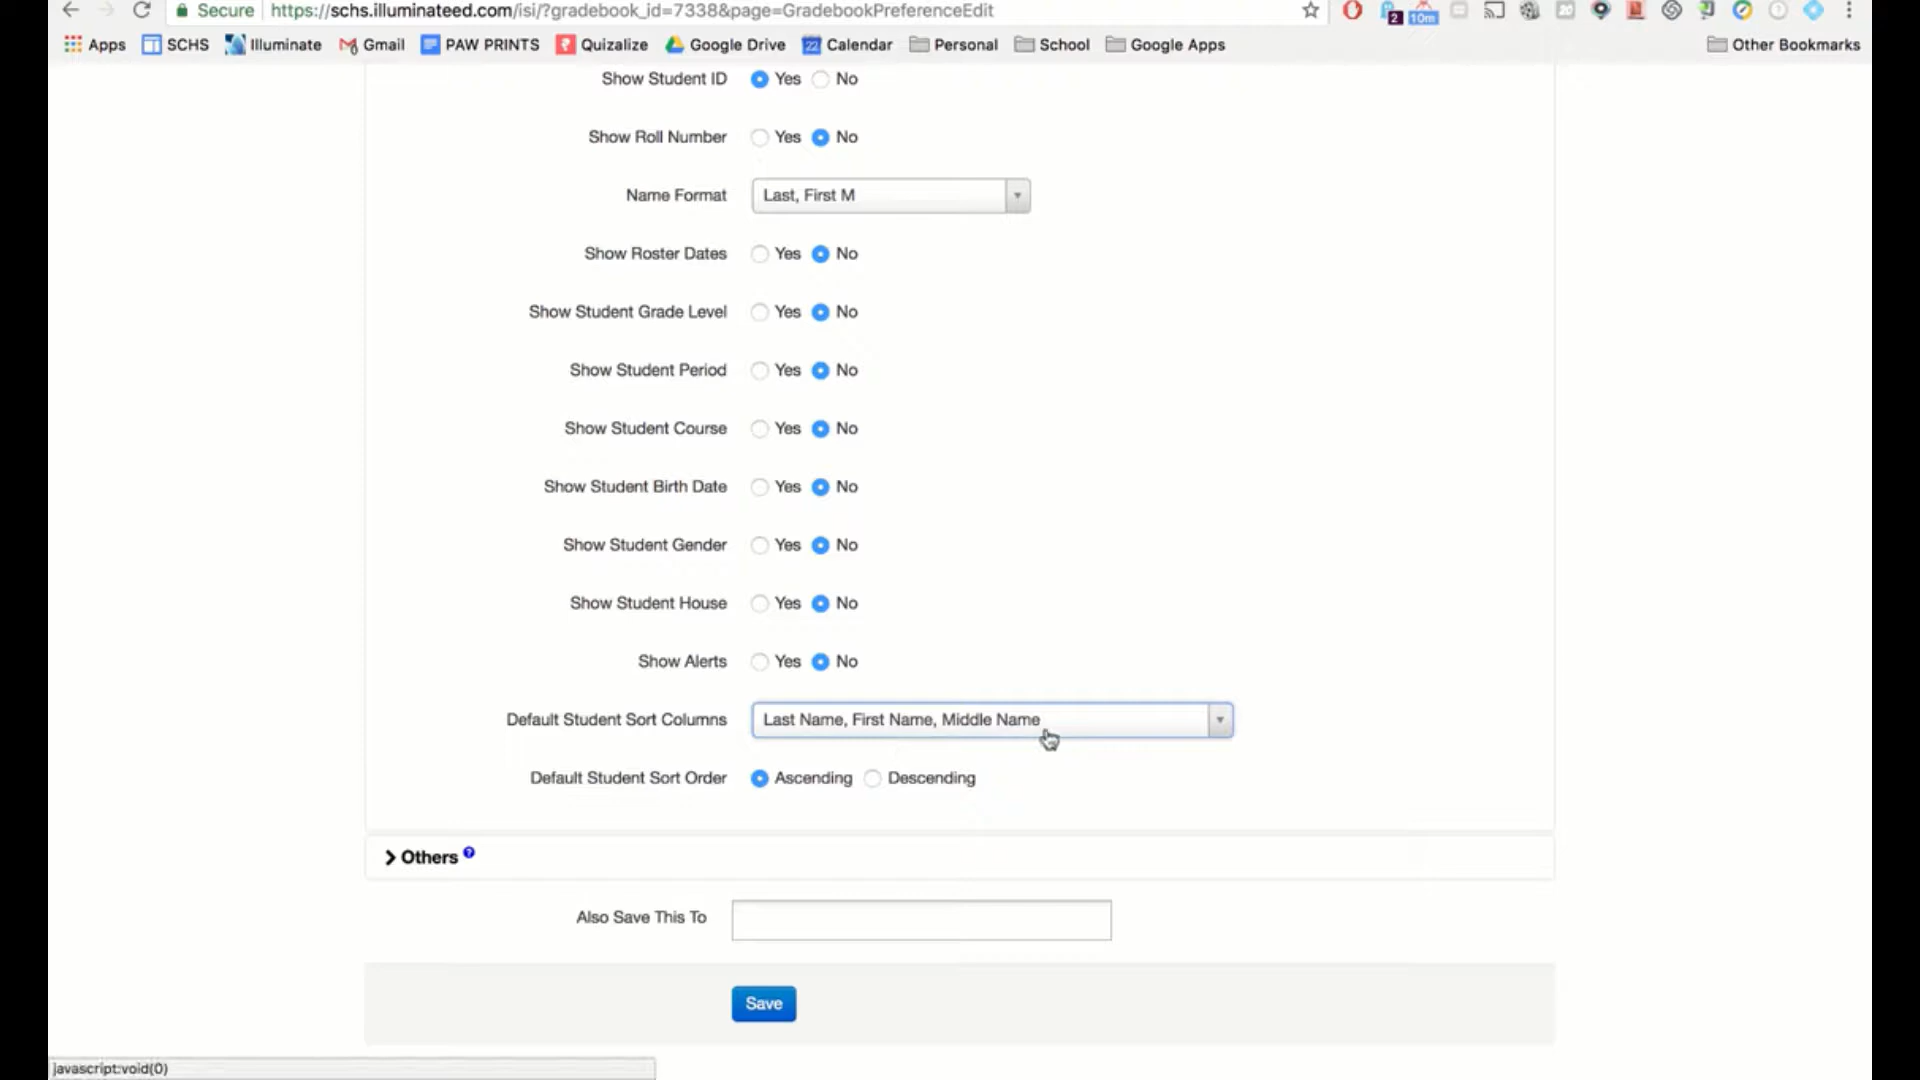 Secure https://schs.illuminateed.com/isi/?gradebook_id=7338&page=GradebookPreferenceEdit 2 10m
Apps SCHS Illuminate Gmail PAW PRINTS Quizalize Google Drive 22 Calendar Personal School Google Apps Other Bookmarks
Show Student ID Yes No
Show Roll Number Yes No
Name Format Last, First M
Show Roster Dates Yes No
Show Student Grade Level Yes No
Show Student Period Yes No
Show Student Course Yes No
Show Student Birth Date Yes No
Show Student Gender Yes No
Show Student House Yes No
Show Alerts Yes No
Default Student Sort Columns Last Name, First Name, Middle Name
Default Student Sort Order Ascending Descending
Others ?
Also Save This To
Save
javascript:void(0)